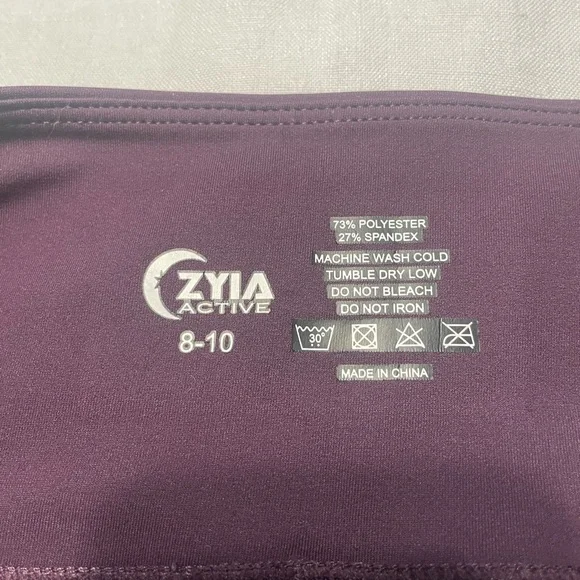 ZYIA
ACTIVE
8-10
73% POLYESTER
27% SPANDEX
MACHINE WASH COLD
TUMBLE DRY LOW
DO NOT BLEACH
DO NOT IRON
30°
MADE IN CHINA